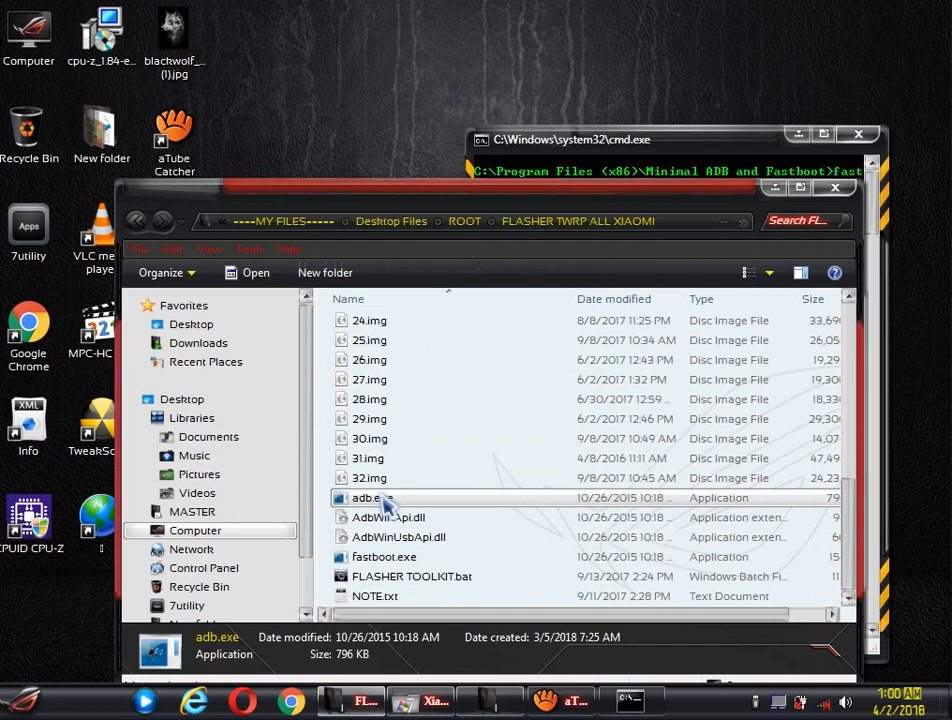 Computer
cpu-z_1.84-e...
blackwolf_...
(1).jpg
Recycle Bin
New folder
aTube
Catcher
Apps
7utility
VLC me...
playe
Google
Chrome
MPC-HC
XML
Info
TweakSc
CPUID CPU-Z
C:\Windows\system32\cmd.exe
C:\Program Files (x86)\Minimal ADB and Fastboot>fast
----MY FILES-----
Desktop Files
ROOT
FLASHER TWRP ALL XIAOMI
Search FL...
File Edit View Tools Help
Organize Open New folder
Favorites
Desktop
Downloads
Recent Places
Desktop
Libraries
Documents
Music
Pictures
Videos
MASTER
Computer
Network
Control Panel
Recycle Bin
7utility
Name Date modified Type Size
24.img 8/8/2017 11:25 PM Disc Image File 33,69
25.img 9/8/2017 10:34 AM Disc Image File 26,05
26.img 6/2/2017 12:43 PM Disc Image File 19,29
27.img 6/2/2017 1:32 PM Disc Image File 19,30
28.img 6/30/2017 12:59 ... Disc Image File 18,33
29.img 6/2/2017 12:46 PM Disc Image File 29,30
30.img 9/8/2017 10:49 AM Disc Image File 14,07
31.img 4/8/2016 11:11 AM Disc Image File 47,49
32.img 9/8/2017 10:48 AM Disc Image File 24,23
adb.exe 10/26/2015 10:18 ... Application 79
AdbWinApi.dll 10/26/2015 10:18 ... Application exten... 9
AdbWinUsbApi.dll 10/26/2015 10:18 ... Application exten... 6
fastboot.exe 10/26/2015 10:18 ... Application 15
FLASHER TOOLKIT.bat 9/13/2017 2:24 PM Windows Batch Fi... 11
NOTE.txt 9/11/2017 2:28 PM Text Document
adb.exe Date modified: 10/26/2015 10:18 AM Date created: 3/5/2018 7:25 AM
Application Size: 796 KB
FL...
Xia...
aT...
1:00 AM
4/2/2018